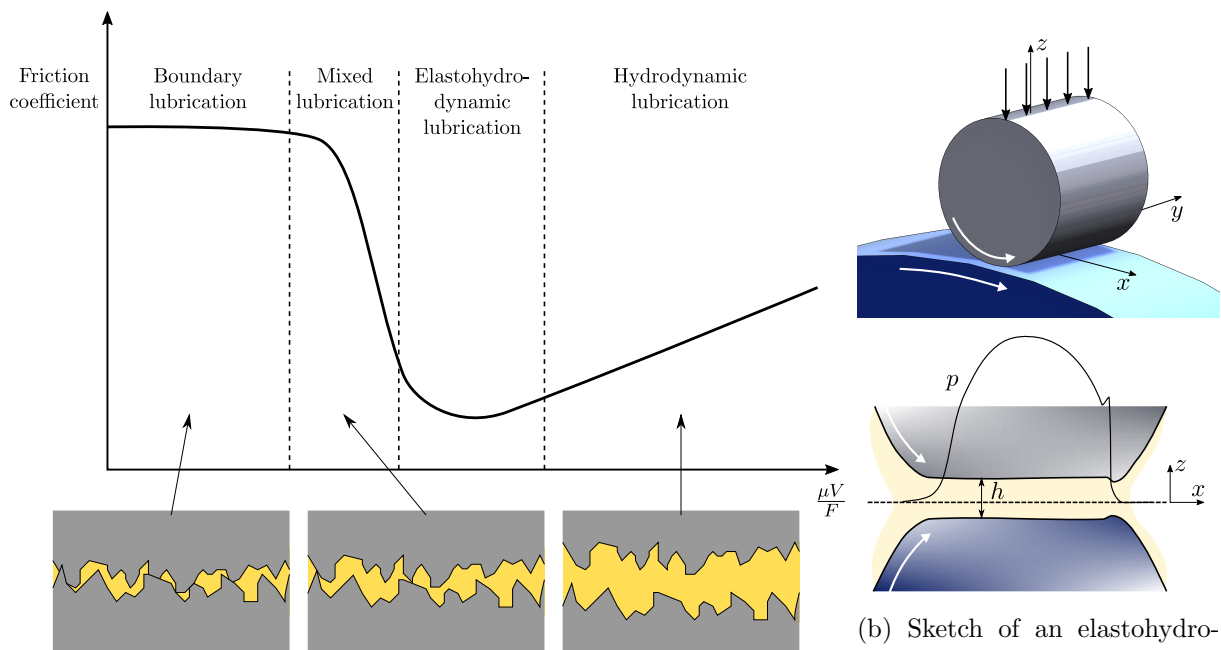 Friction
coefficient
Boundary
lubrication
Mixed
lubrication
Elastohydro-
dynamic
lubrication
Hydrodynamic
lubrication
μV
F
z
y
x
p
h
z
x
(b) Sketch of an elastohydro-